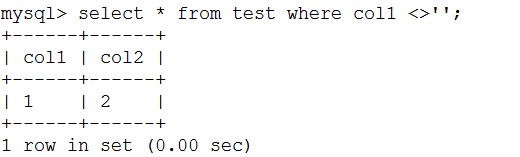 mysql> select * from test where col1 <>'';
+------+------+
| col1 | col2 |
+------+------+
| 1    | 2    |
+------+------+
1 row in set (0.00 sec)